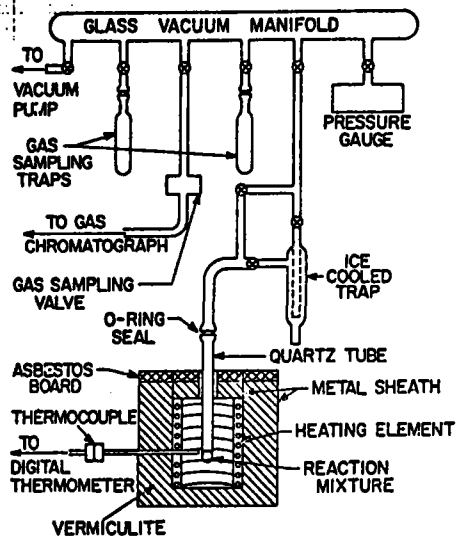 GLASS VACUUM MANIFOLD
TO
VACUUM
PUMP
PRESSURE
GAUGE
GAS
SAMPLING
TRAPS
TO GAS
CHROMATOGRAPH
GAS SAMPLING
VALVE
ICE
COOLED
TRAP
O-RING
SEAL
QUARTZ TUBE
ASBESTOS
BOARD
METAL SHEATH
THERMOCOUPLE
HEATING ELEMENT
TO
DIGITAL
THERMOMETER
REACTION
MIXTURE
VERMICULITE